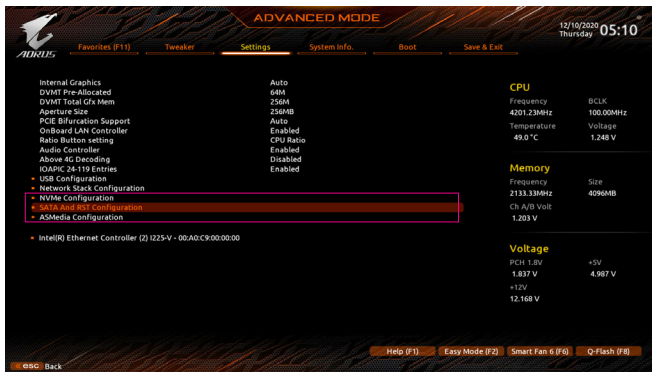 ADVANCED MODE
12/10/2020 Thursday 05:10
AORUS
Favorites (F11) Tweaker Settings System Info. Boot Save & Exit
Internal Graphics Auto
DVMT Pre-Allocated 64M
DVMT Total Gfx Mem 256M
Aperture Size 256MB
PCIE Bifurcation Support Auto
OnBoard LAN Controller Enabled
Ratio Button setting CPU Ratio
Audio Controller Enabled
Above 4G Decoding Disabled
IOAPIC 24-119 Entries Enabled
USB Configuration
Network Stack Configuration
NVMe Configuration
SATA And RST Configuration
ASMedia Configuration
Intel(R) Ethernet Controller (2) I225-V - 00:A0:C9:00:00:00
CPU
Frequency BCLK
4201.23MHz 100.00MHz
Temperature Voltage
49.0 °C 1.248 V
Memory
Frequency Size
2133.33MHz 4096MB
Ch A/B Volt
1.203 V
Voltage
PCH 1.8V +5V
1.837 V 4.987 V
+12V
12.168 V
Help (F1) Easy Mode (F2) Smart Fan 6 (F6) Q-Flash (F8)
esc Back